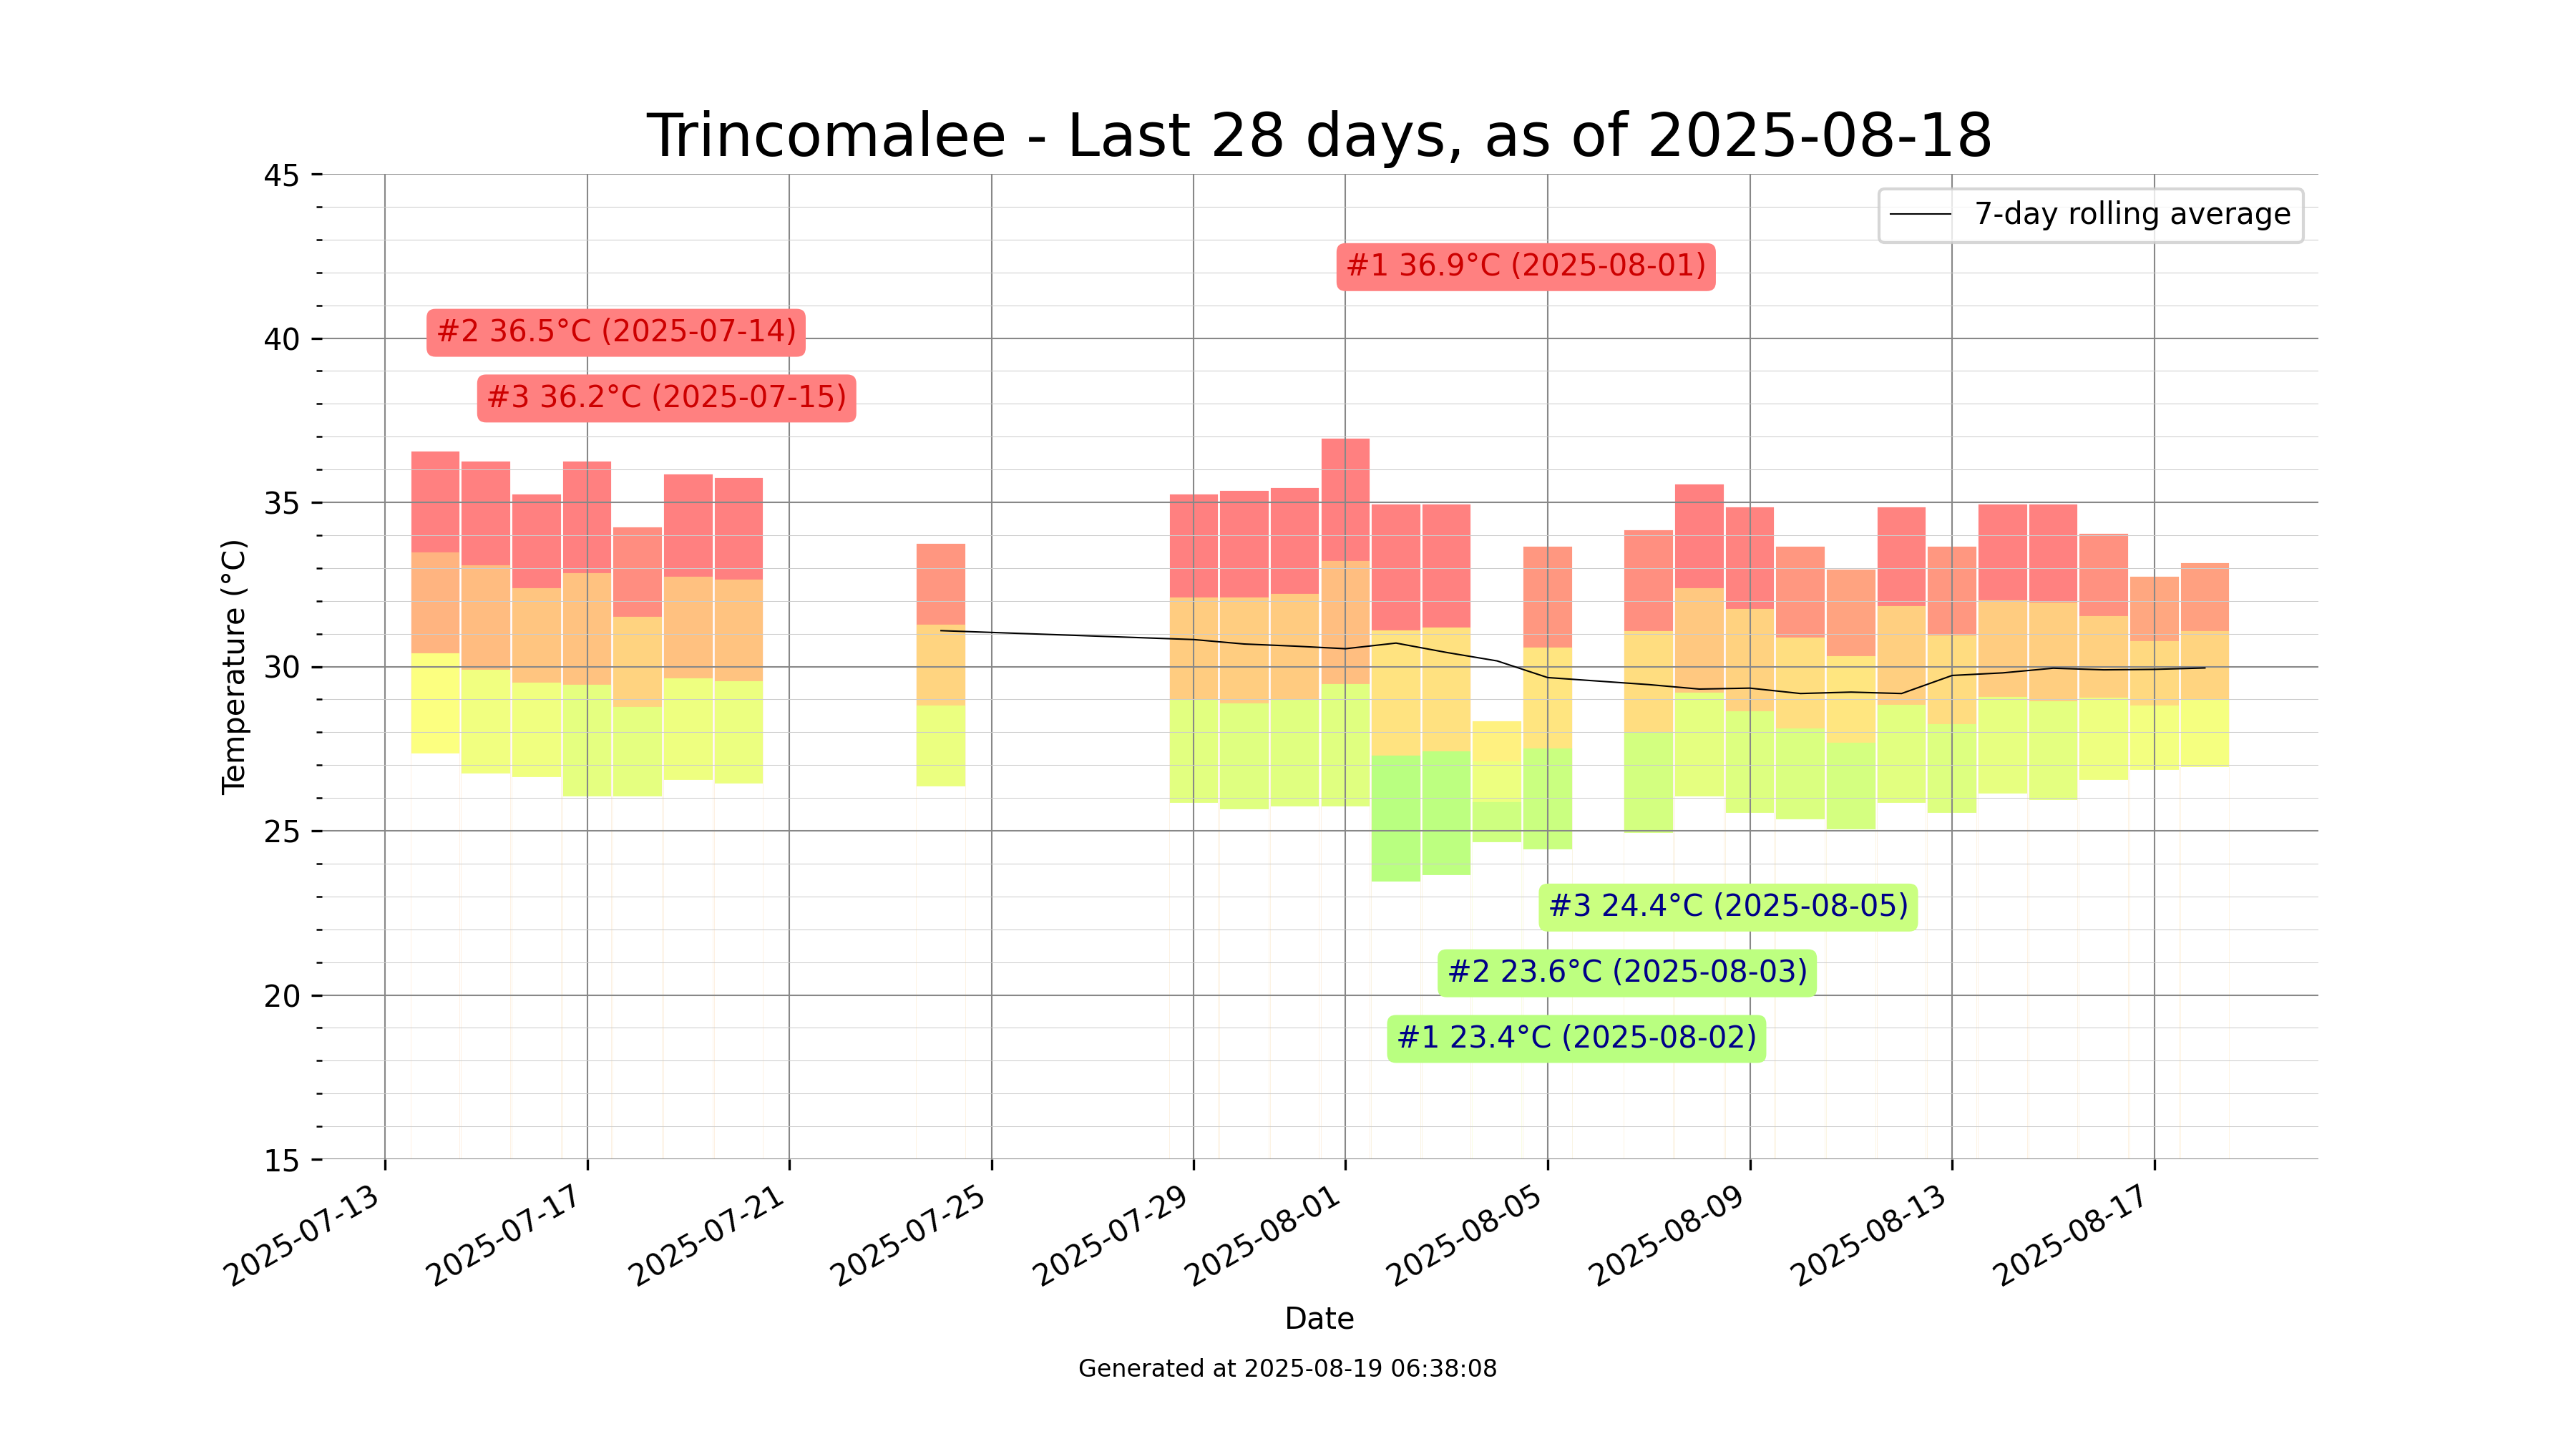 Trincomalee - Last 28 days, as of 2025-08-18
7-day rolling average
#1 36.9°C (2025-08-01)
#2 36.5°C (2025-07-14)
#3 36.2°C (2025-07-15)
#3 24.4°C (2025-08-05)
#2 23.6°C (2025-08-03)
#1 23.4°C (2025-08-02)
Temperature (°C)
45
40
35
30
25
20
15
2025-07-13
2025-07-17
2025-07-21
2025-07-25
2025-07-29
2025-08-01
2025-08-05
2025-08-09
2025-08-13
2025-08-17
Date
Generated at 2025-08-19 06:38:08